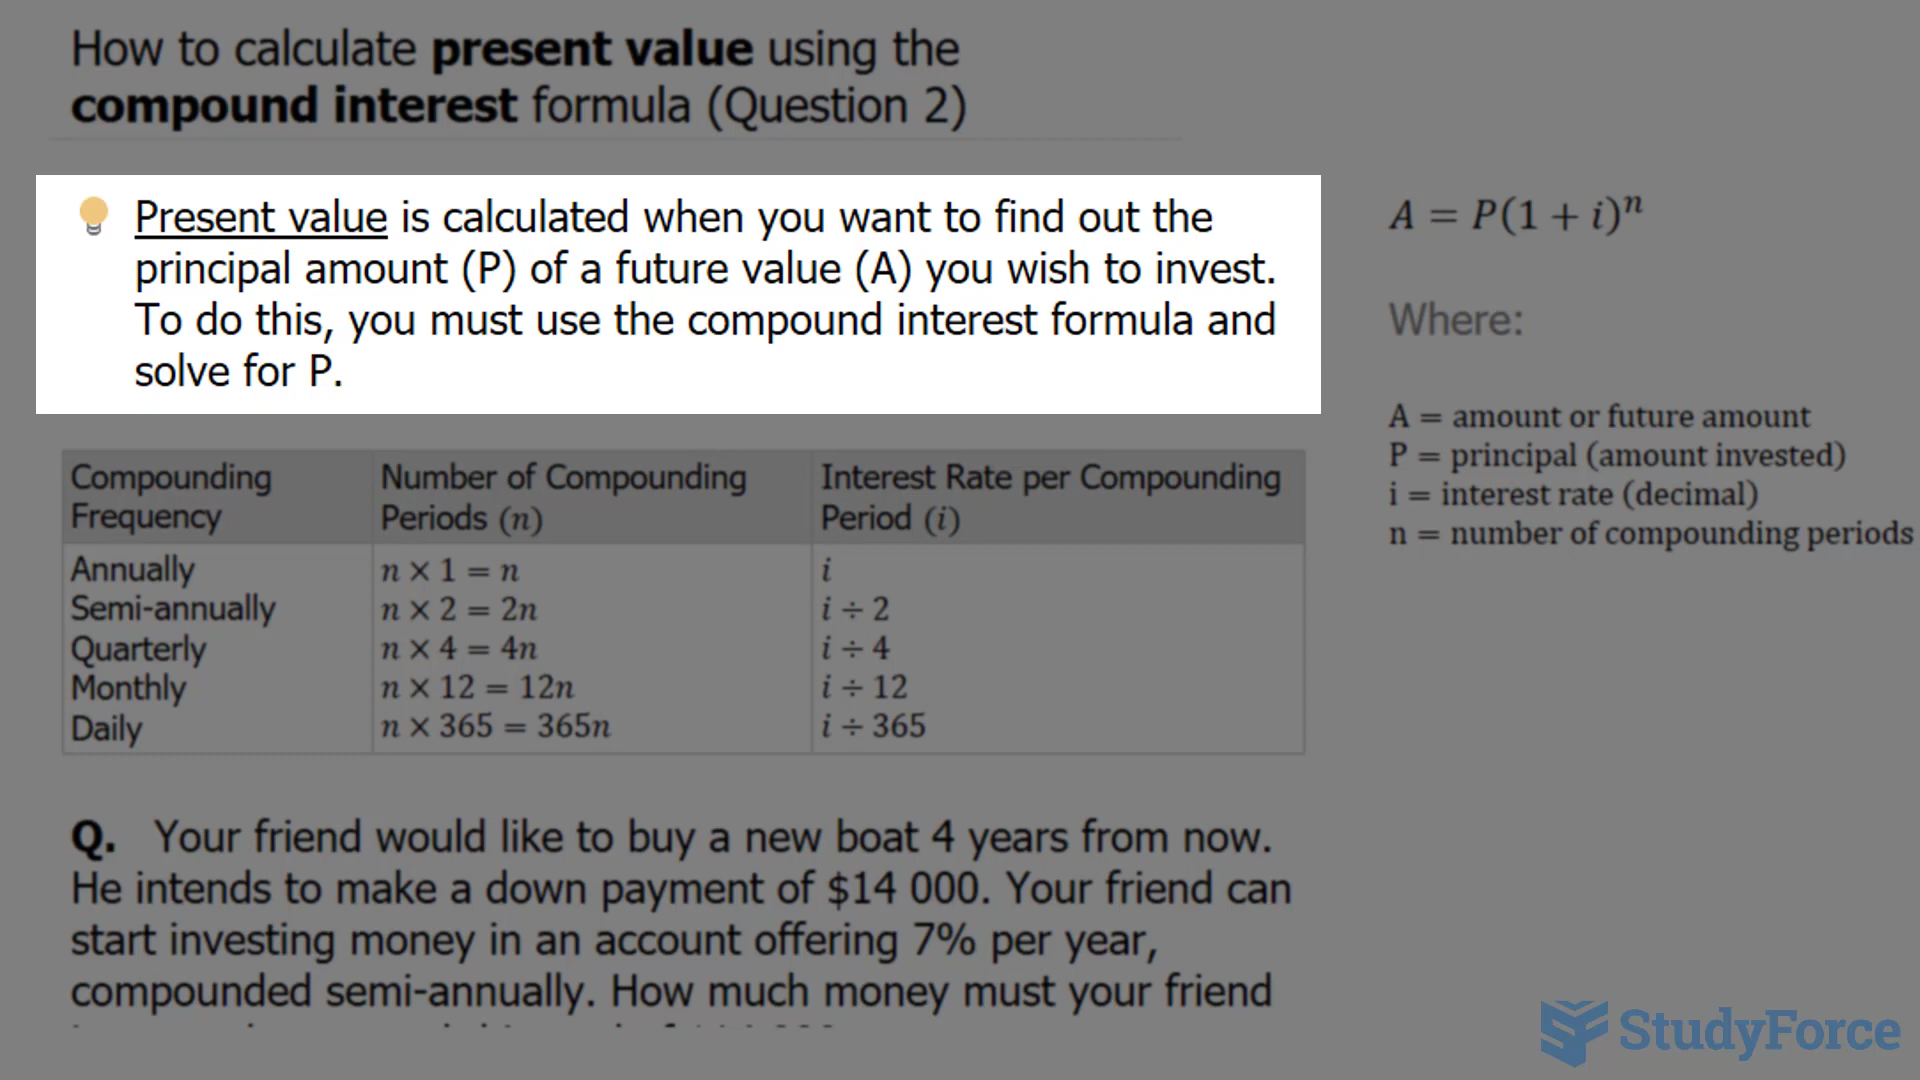 How to calculate present value using the
compound interest formula (Question 2)
Present value is calculated when you want to find out the
principal amount (P) of a future value (A) you wish to invest.
To do this, you must use the compound interest formula and
solve for P.
A = P(1 + i)ⁿ
Where:
A = amount or future amount
P = principal (amount invested)
i = interest rate (decimal)
n = number of compounding periods
Compounding Frequency | Number of Compounding Periods (n) | Interest Rate per Compounding Period (i)
Annually | n × 1 = n | i
Semi-annually | n × 2 = 2n | i ÷ 2
Quarterly | n × 4 = 4n | i ÷ 4
Monthly | n × 12 = 12n | i ÷ 12
Daily | n × 365 = 365n | i ÷ 365
Q. Your friend would like to buy a new boat 4 years from now.
He intends to make a down payment of $14 000. Your friend can
start investing money in an account offering 7% per year,
compounded semi-annually. How much money must your friend
StudyForce